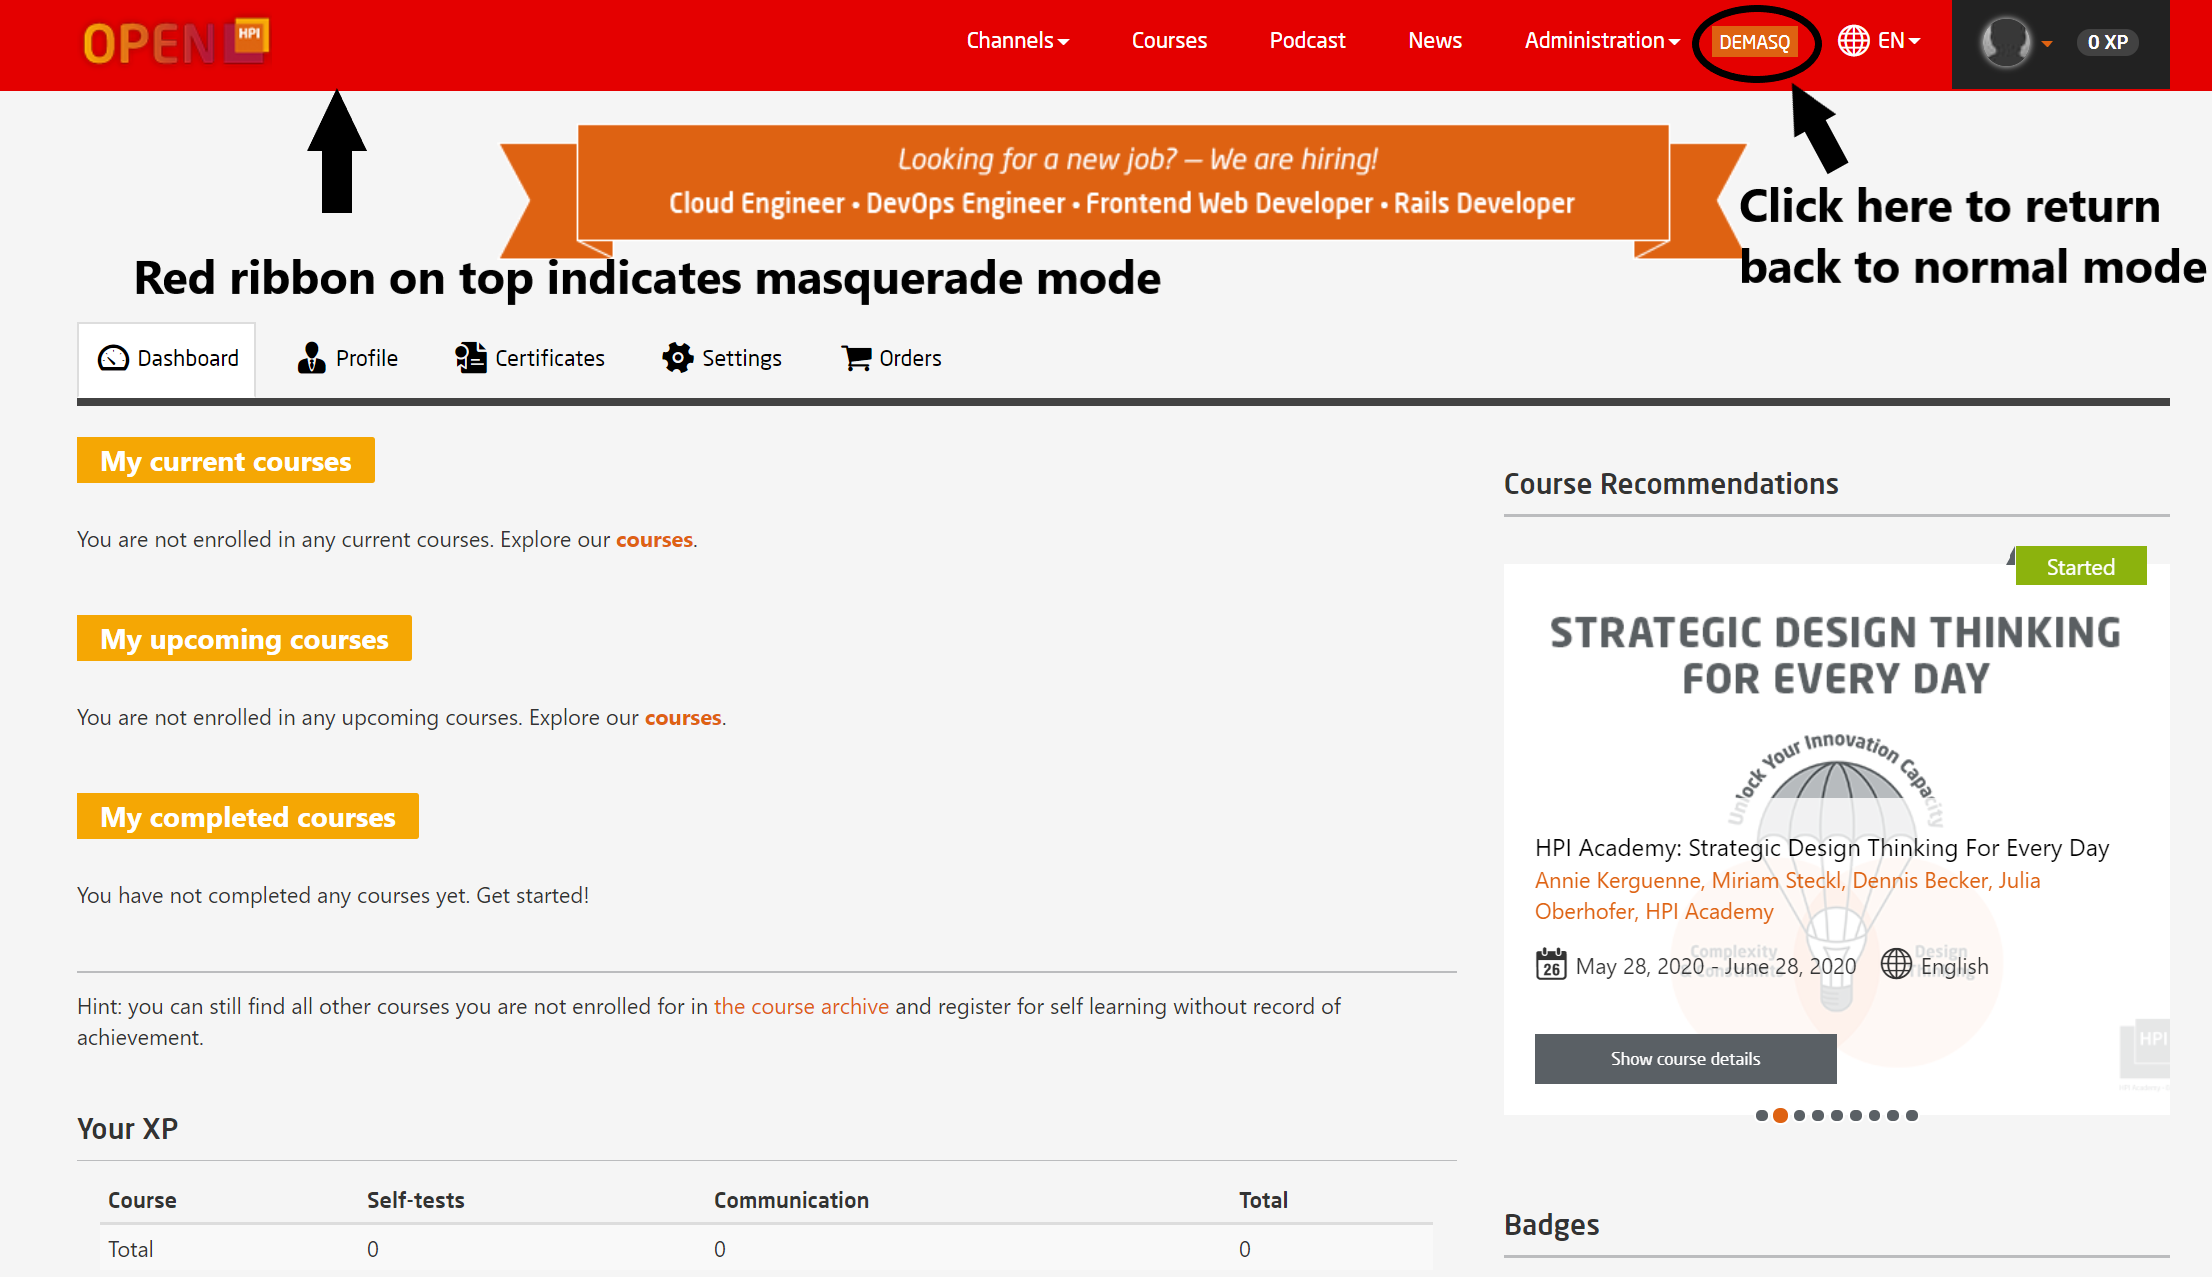 OPEN HPI
Channels Courses Podcast News Administration DEMASQ EN 0 XP
Looking for a new job? – We are hiring!
Cloud Engineer • DevOps Engineer • Frontend Web Developer • Rails Developer
Click here to return
back to normal mode
Red ribbon on top indicates masquerade mode
Dashboard Profile Certificates Settings Orders
My current courses
You are not enrolled in any current courses. Explore our courses.
My upcoming courses
You are not enrolled in any upcoming courses. Explore our courses.
My completed courses
You have not completed any courses yet. Get started!
Hint: you can still find all other courses you are not enrolled for in the course archive and register for self learning without record of
achievement.
Your XP
Course Self-tests Communication Total
Total 0 0 0
Course Recommendations
Started
STRATEGIC DESIGN THINKING
FOR EVERY DAY
Unlock Your Innovation Capacity
HPI Academy: Strategic Design Thinking For Every Day
Annie Kerguenne, Miriam Steckl, Dennis Becker, Julia
Oberhofer, HPI Academy
Complexity Design
26 May 28, 2020 - June 28, 2020 English
HPI
Show course details
Badges